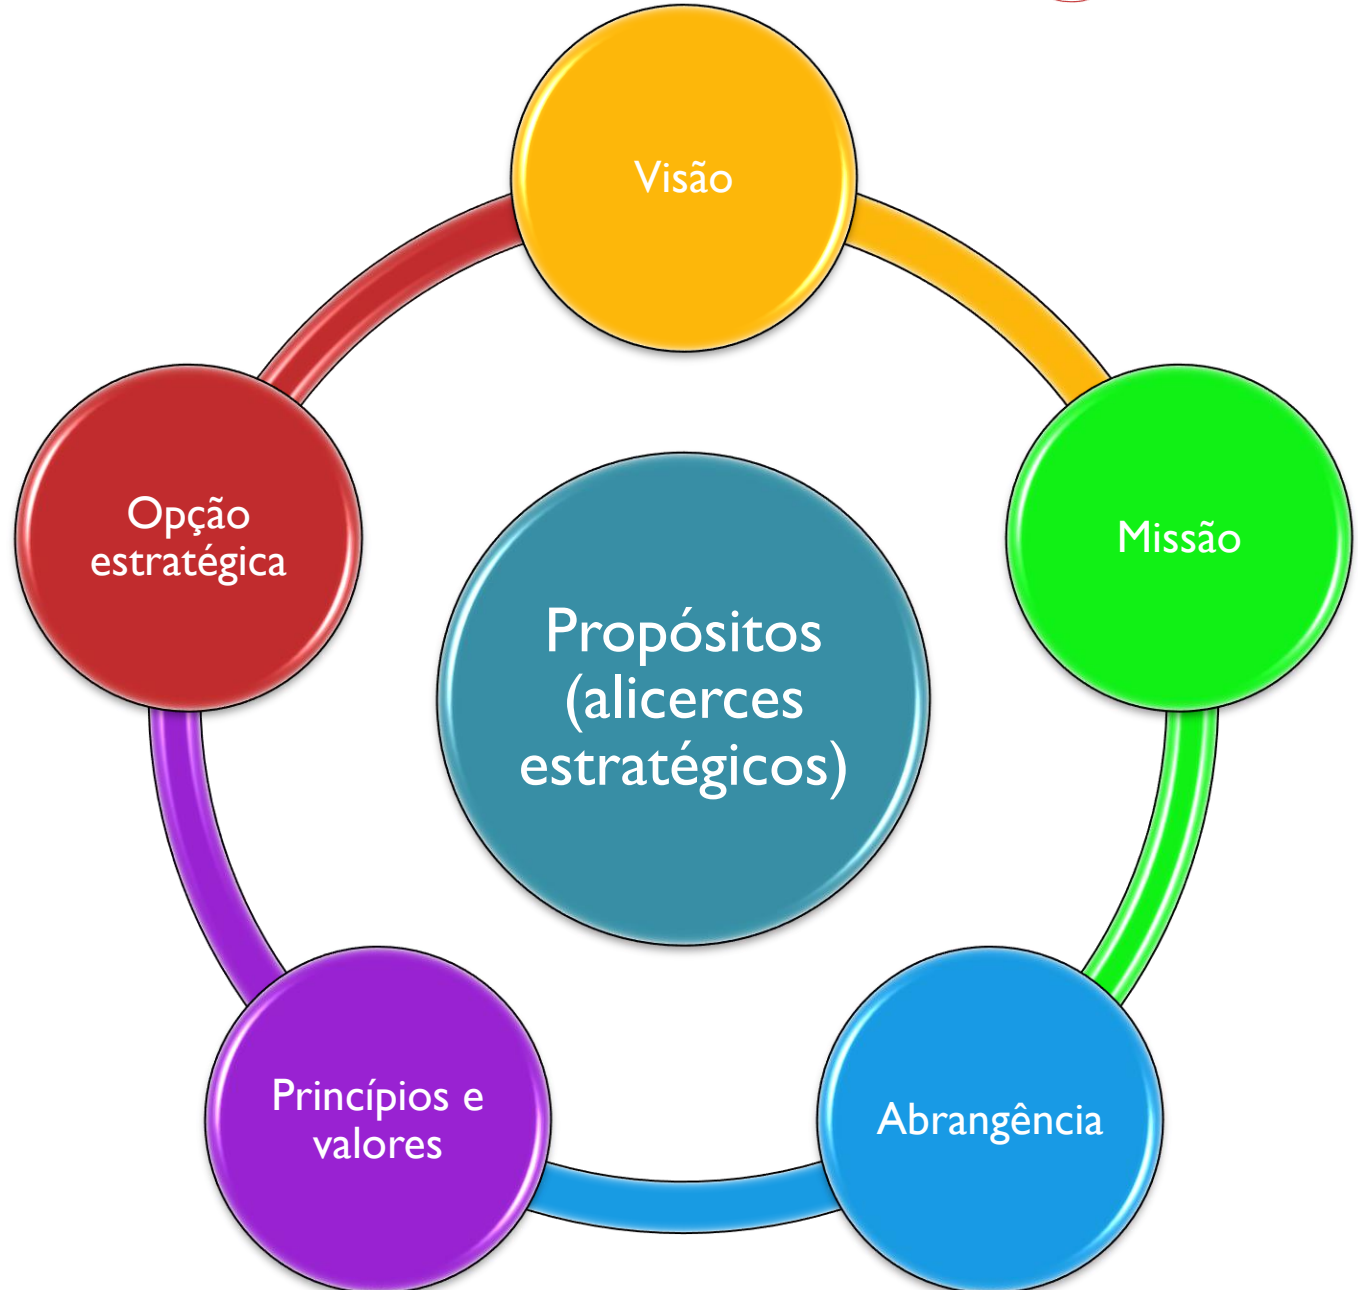 Visão
Opção
estratégica
Missão
Propósitos
(alicerces
estratégicos)
Princípios e
valores
Abrangência